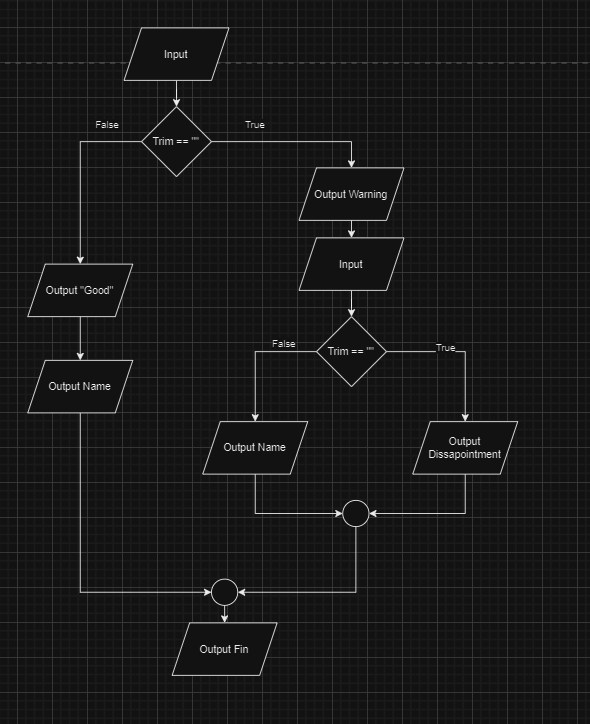 Input
False
True
Trim == ""
Output Warning
Input
Output "Good"
False
True
Trim == ""
Output Name
Output Name
Output
Dissapointment
Output Fin